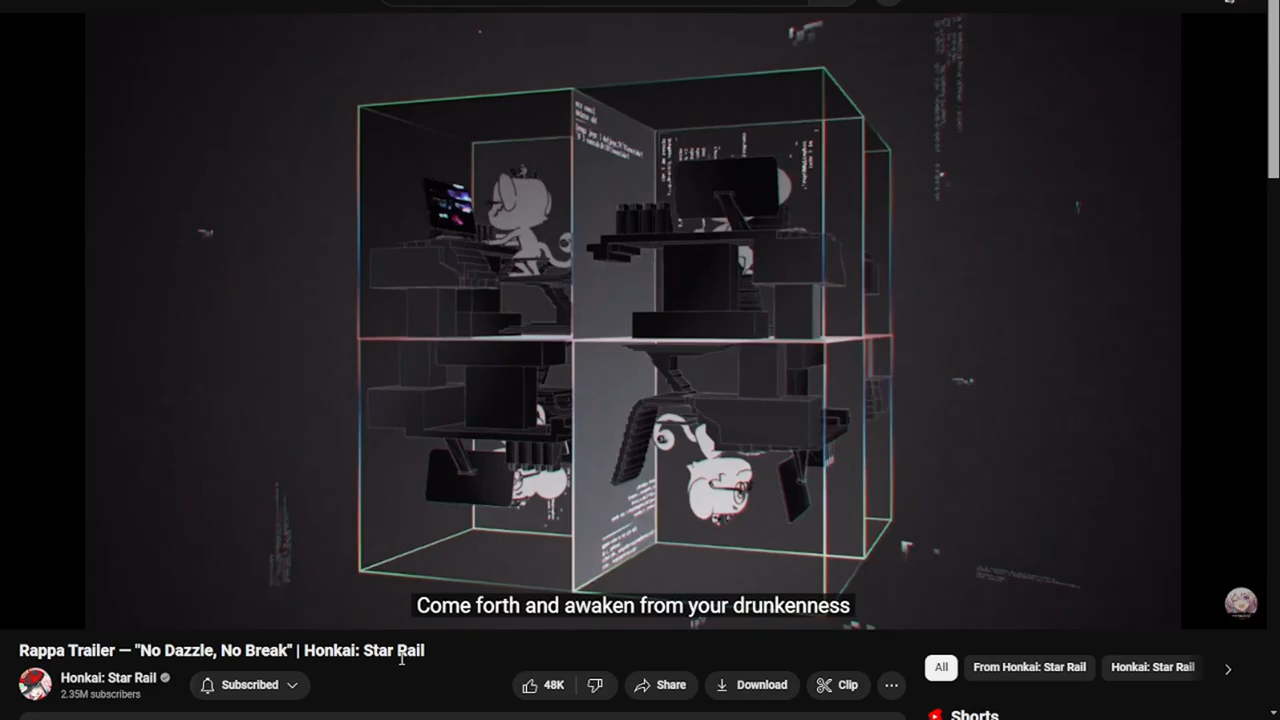 Come forth and awaken from your drunkenness
Rappa Trailer — "No Dazzle, No Break" | Honkai: Star Rail
Honkai: Star Rail
2.35M subscribers
Subscribed
48K
Share
Download
Clip
All
From Honkai: Star Rail
Honkai: Star Rail
Shorts